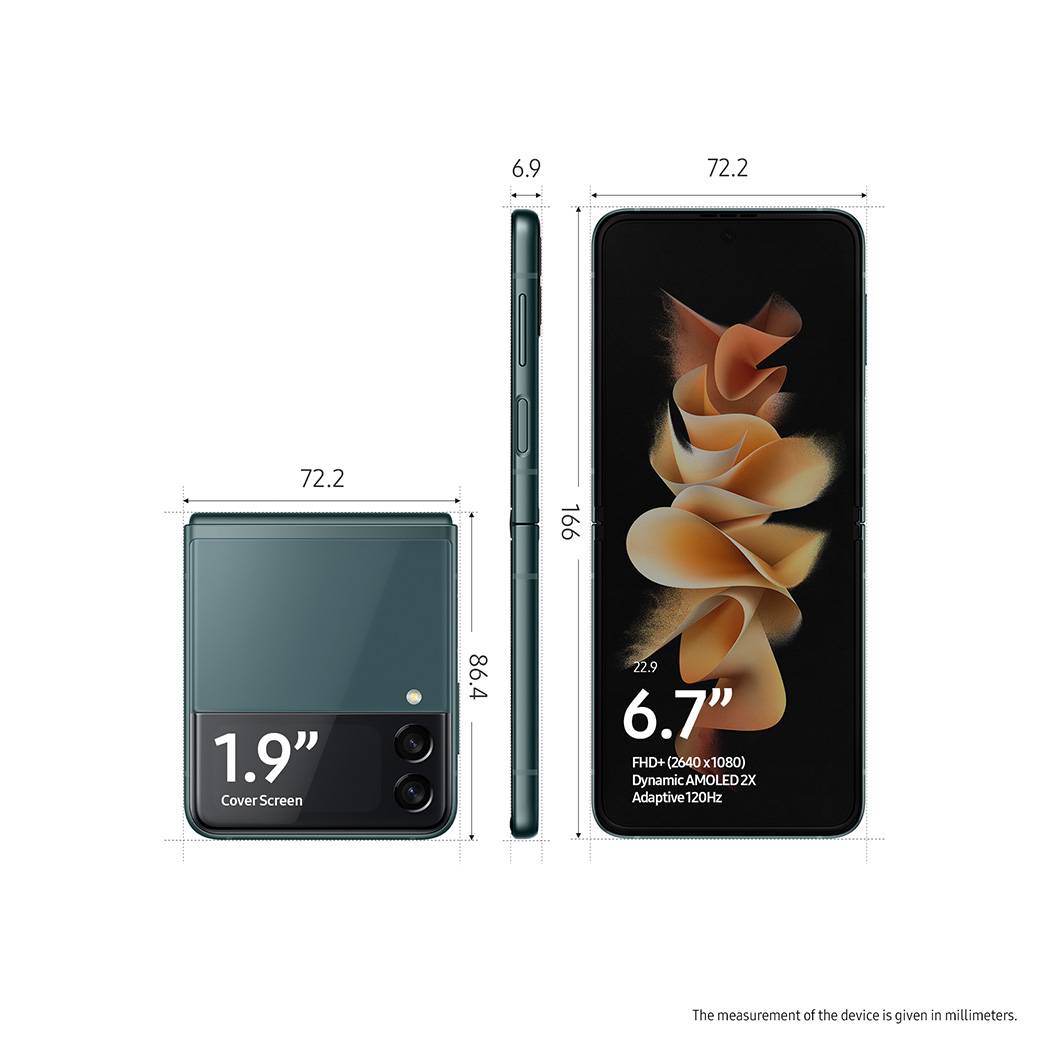 6.9
72.2
72.2
166
86.4
22.9
6.7”
FHD+ (2640 x 1080)
Dynamic AMOLED 2X
Adaptive 120Hz
1.9”
Cover Screen
The measurement of the device is given in millimeters.